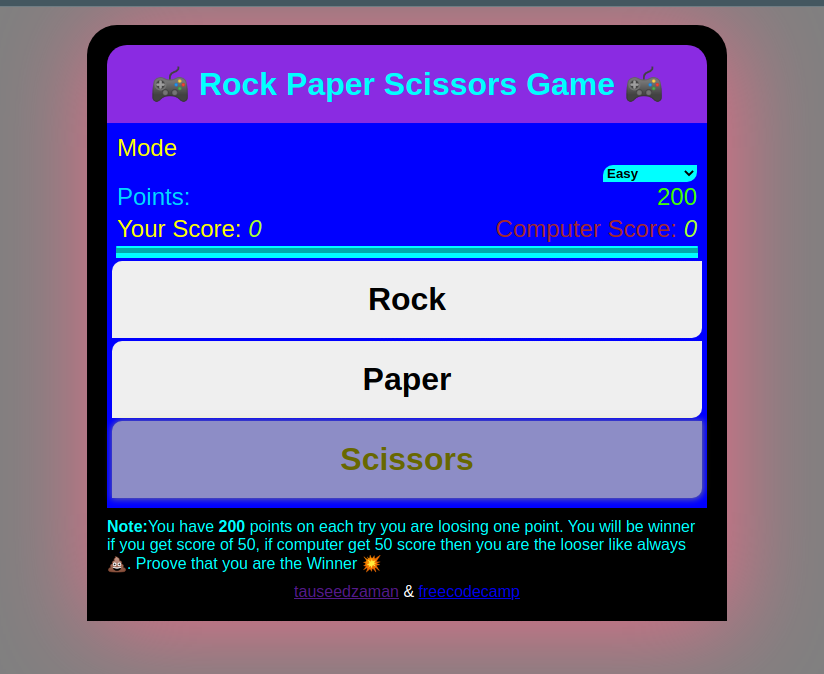 🎮 Rock Paper Scissors Game 🎮
Mode
Easy
Points: 200
Your Score: 0 Computer Score: 0
Rock
Paper
Scissors
Note:You have 200 points on each try you are loosing one point. You will be winner
if you get score of 50, if computer get 50 score then you are the looser like always
💩. Proove that you are the Winner 💥
tauseedzaman & freecodecamp